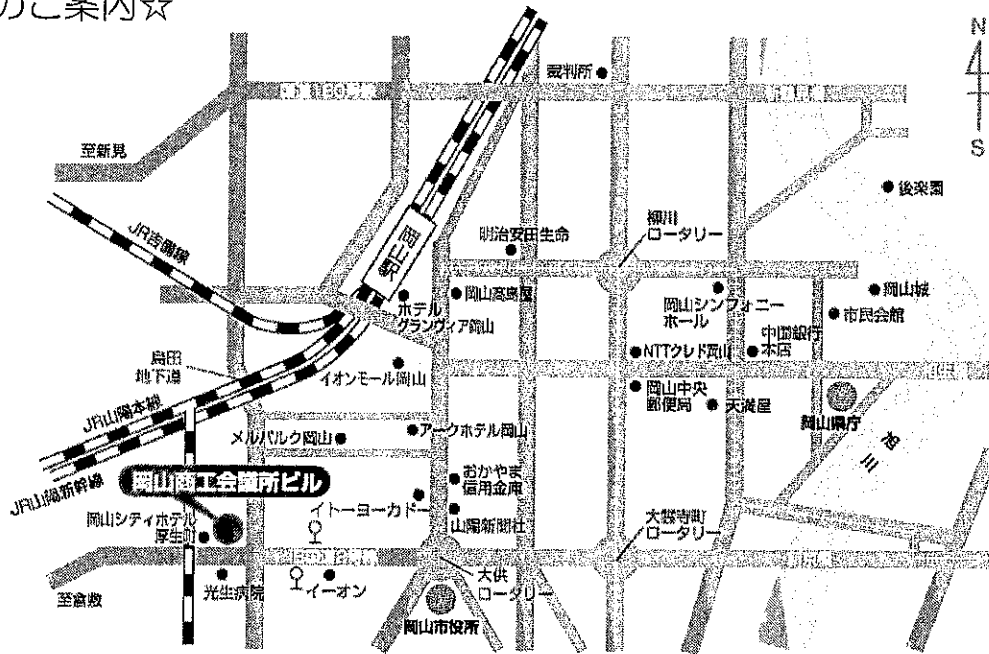 のご案内☆
N
S
裁判所
国道180号線
至新見
後楽園
JR吉備線
岡山駅
明治安田生命
柳川
ロータリー
ホテル
グランヴィア岡山
岡山高島屋
岡山シンフォニー
ホール
岡山城
市民会館
中国銀行
本店
NTTクレド岡山
島田
地下道
イオンモール岡山
岡山中央
郵便局
天満屋
岡山県庁
JR山陽本線
JR山陽新幹線
メルパルク岡山
アークホテル岡山
旭川
岡山商工会議所ビル
おかやま
信用金庫
イトーヨーカドー
山陽新聞社
大雲寺町
ロータリー
岡山シティホテル
厚生町
大供
ロータリー
至倉敷
光生病院
イーオン
岡山市役所